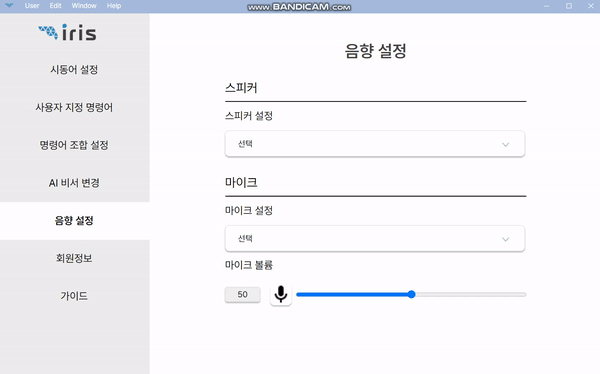 User Edit Window Help
www.BANDICAM.com
iris
시동어 설정
사용자 지정 명령어
명령어 조합 설정
AI 비서 변경
음향 설정
회원정보
가이드
음향 설정
스피커
스피커 설정
선택
마이크
마이크 설정
선택
마이크 볼륨
50